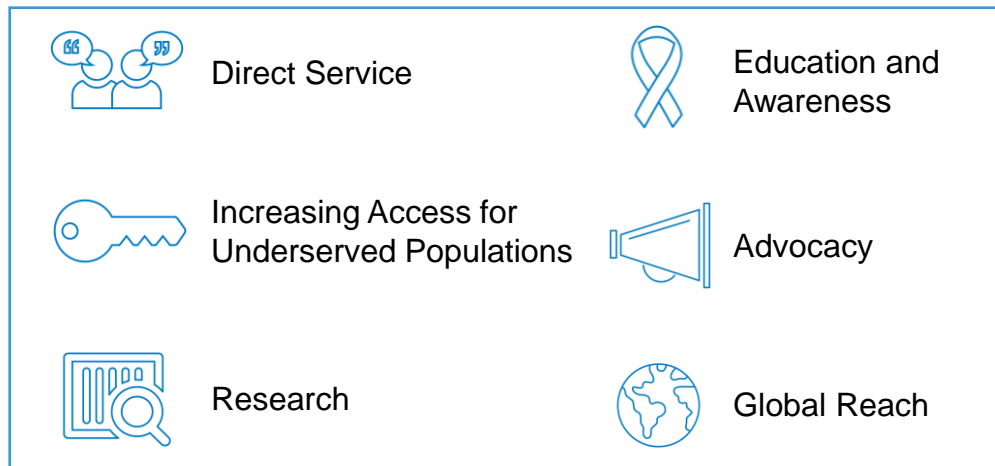 Direct Service
Education and
Awareness
Increasing Access for
Underserved Populations
Advocacy
Research
Global Reach